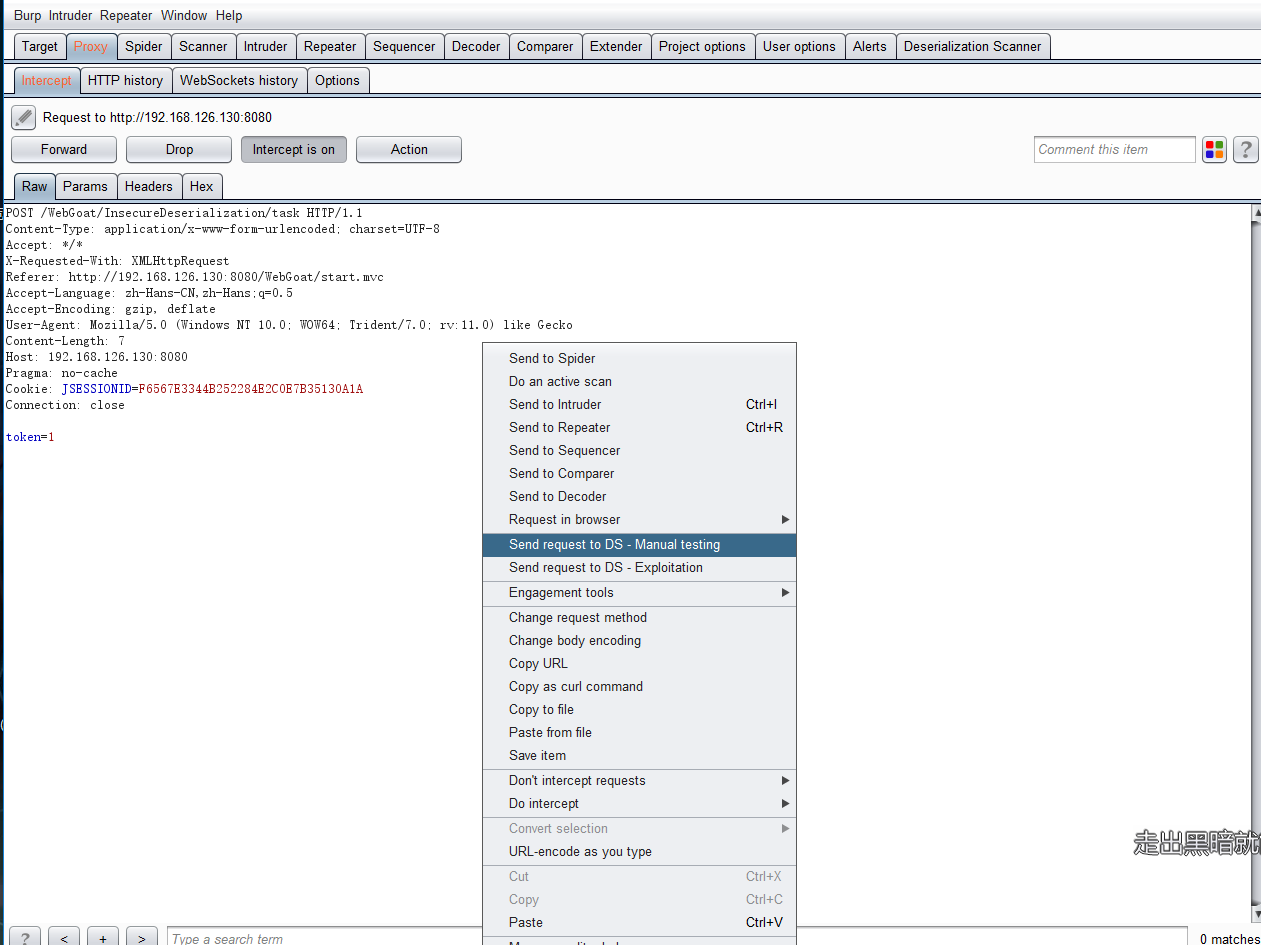 Burp Intruder Repeater Window Help
Target Proxy Spider Scanner Intruder Repeater Sequencer Decoder Comparer Extender Project options User options Alerts Deserialization Scanner
Intercept HTTP history WebSockets history Options
Request to http://192.168.126.130:8080
Forward Drop Intercept is on Action Comment this item ?
Raw Params Headers Hex
POST /WebGoat/InsecureDeserialization/task HTTP/1.1
Content-Type: application/x-www-form-urlencoded; charset=UTF-8
Accept: */*
X-Requested-With: XMLHttpRequest
Referer: http://192.168.126.130:8080/WebGoat/start.mvc
Accept-Language: zh-Hans-CN,zh-Hans;q=0.5
Accept-Encoding: gzip, deflate
User-Agent: Mozilla/5.0 (Windows NT 10.0; WOW64; Trident/7.0; rv:11.0) like Gecko
Content-Length: 7
Host: 192.168.126.130:8080
Pragma: no-cache
Cookie: JSESSIONID=F6567E3344B252284E2C0E7B35130A1A
Connection: close
token=1
Send to Spider
Do an active scan
Send to Intruder Ctrl+I
Send to Repeater Ctrl+R
Send to Sequencer
Send to Comparer
Send to Decoder
Request in browser
Send request to DS - Manual testing
Send request to DS - Exploitation
Engagement tools
Change request method
Change body encoding
Copy URL
Copy as curl command
Copy to file
Paste from file
Save item
Don't intercept requests
Do intercept
Convert selection
URL-encode as you type
Cut Ctrl+X
Copy Ctrl+C
Paste Ctrl+V
走出黑暗就
? < + > Type a search term 0 matches